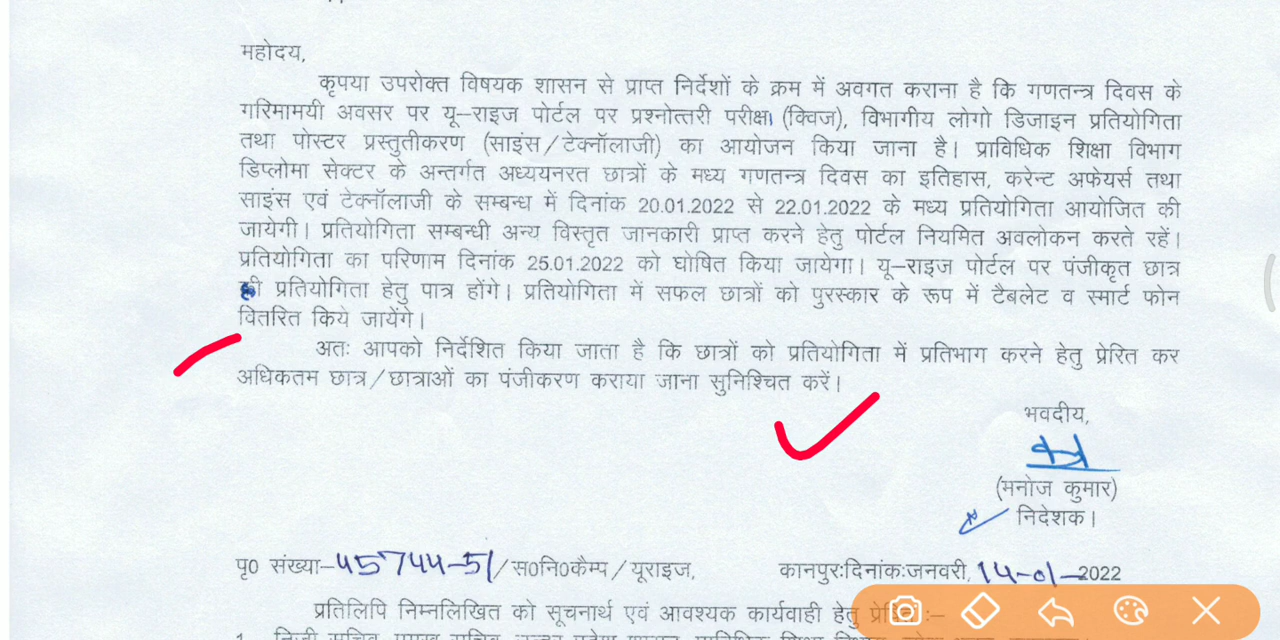 महोदय,
कृपया उपरोक्त विषयक शासन से प्राप्त निर्देशों के क्रम में अवगत कराना है कि गणतन्त्र दिवस के
गरिमामयी अवसर पर यू–राइज पोर्टल पर प्रश्नोत्तरी परीक्षा (क्विज), विभागीय लोगो डिजाइन प्रतियोगिता
तथा पोस्टर प्रस्तुतीकरण (साइंस/टेक्नॉलाजी) का आयोजन किया जाना है। प्राविधिक शिक्षा विभाग
डिप्लोमा सेक्टर के अन्तर्गत अध्ययनरत छात्रों के मध्य गणतन्त्र दिवस का इतिहास, करेन्ट अफेयर्स तथा
साइंस एवं टेक्नॉलाजी के सम्बन्ध में दिनांक 20.01.2022 से 22.01.2022 के मध्य प्रतियोगिता आयोजित की
जायेगी। प्रतियोगिता सम्बन्धी अन्य विस्तृत जानकारी प्राप्त करने हेतु पोर्टल नियमित अवलोकन करते रहें।
प्रतियोगिता का परिणाम दिनांक 25.01.2022 को घोषित किया जायेगा। यू–राइज पोर्टल पर पंजीकृत छात्र
ही प्रतियोगिता हेतु पात्र होंगे। प्रतियोगिता में सफल छात्रों को पुरस्कार के रूप में टैबलेट व स्मार्ट फोन
वितरित किये जायेंगे।
अतः आपको निर्देशित किया जाता है कि छात्रों को प्रतियोगिता में प्रतिभाग करने हेतु प्रेरित कर
अधिकतम छात्र/छात्राओं का पंजीकरण कराया जाना सुनिश्चित करें।
भवदीय,
(मनोज कुमार)
निदेशक।
पृ0 संख्या–45744–51/स0नि0कैम्प/यूराइज, कानपुर:दिनांक:जनवरी, 14–01–2022
प्रतिलिपि निम्नलिखित को सूचनार्थ एवं आवश्यक कार्यवाही हेतु प्रेषित:–